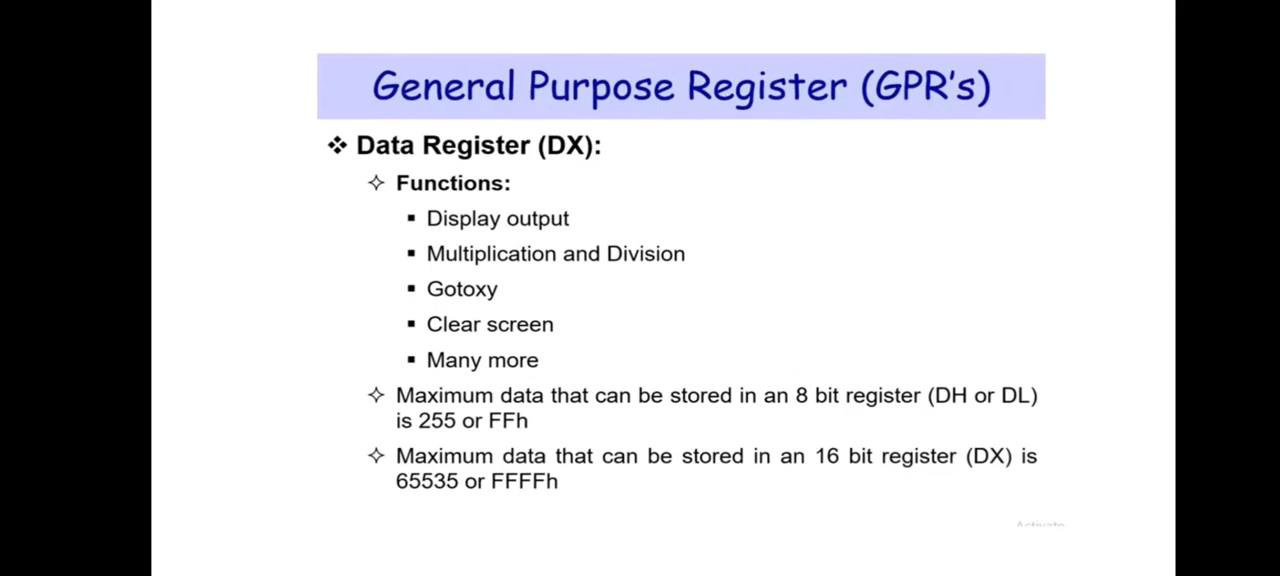 General Purpose Register (GPR's)
❖ Data Register (DX):
✧ Functions:
▪ Display output
▪ Multiplication and Division
▪ Gotoxy
▪ Clear screen
▪ Many more
✧ Maximum data that can be stored in an 8 bit register (DH or DL)
is 255 or FFh
✧ Maximum data that can be stored in an 16 bit register (DX) is
65535 or FFFFh